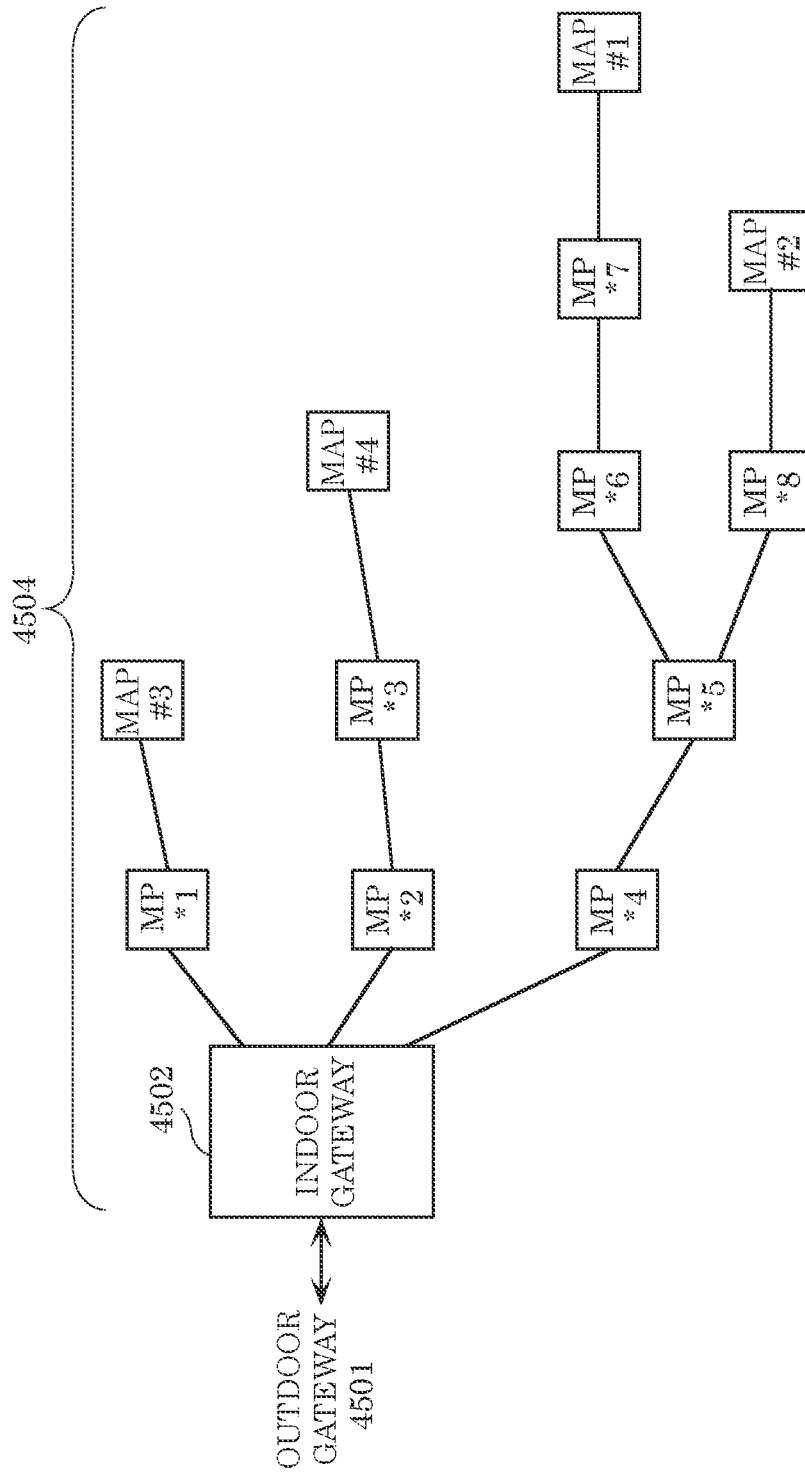 4504
OUTDOOR
GATEWAY
4501
4502
INDOOR
GATEWAY
MP
*1
MAP
#3
MP
*2
MP
*3
MAP
#4
MP
*4
MP
*5
MP
*6
MP
*7
MAP
#1
MP
*8
MAP
#2